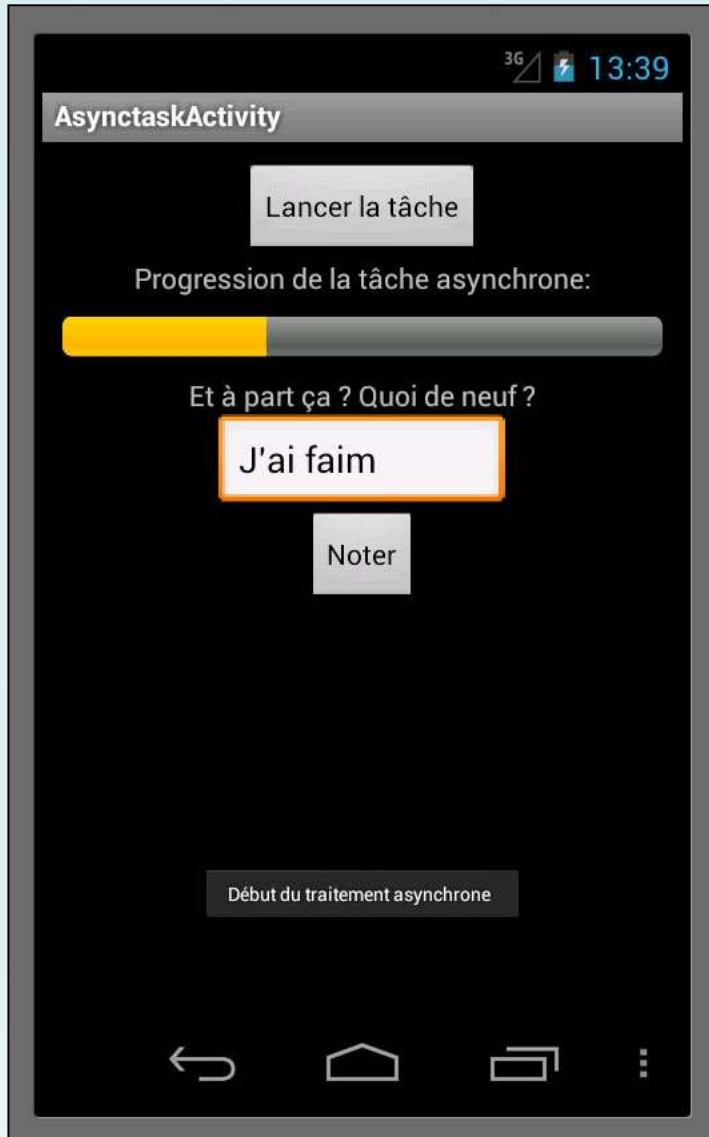 3G 13:39
AsynctaskActivity
Lancer la tâche
Progression de la tâche asynchrone:
Et à part ça ? Quoi de neuf ?
J'ai faim
Noter
Début du traitement asynchrone